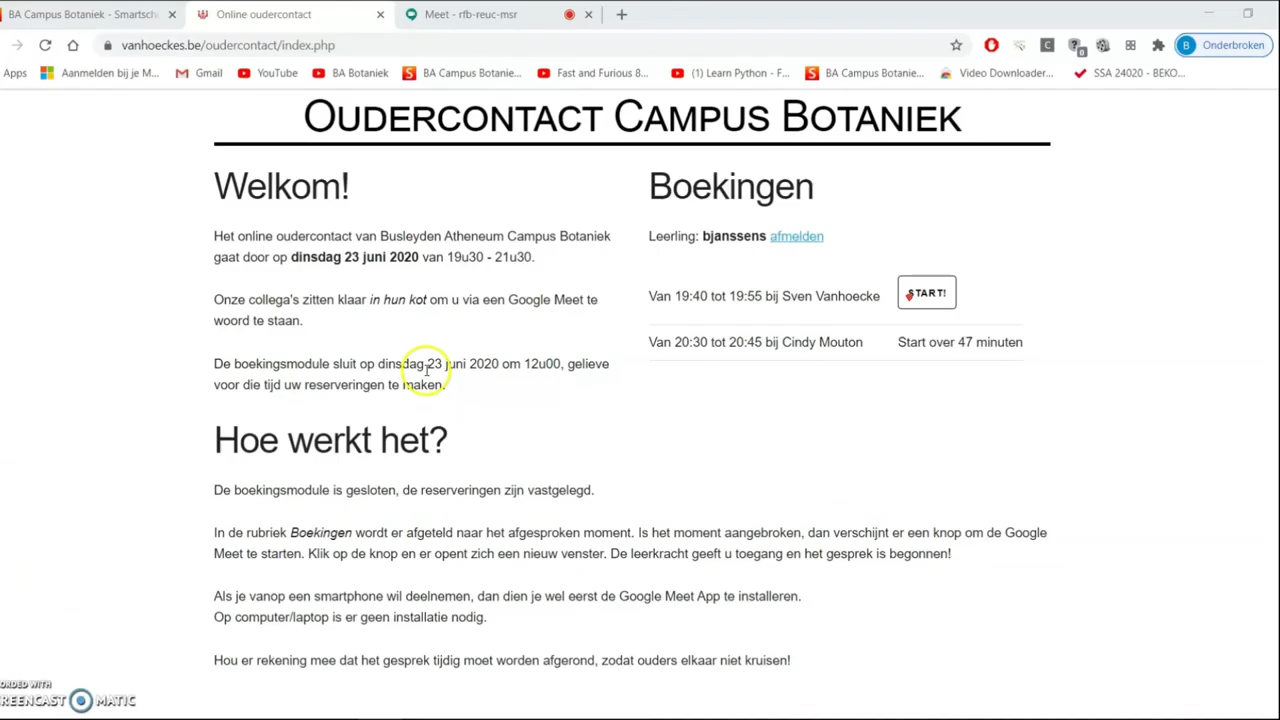 BA Campus Botaniek - Smartsch
Online oudercontact
Meet - rfb-reuc-msr
vanhoeckes.be/oudercontact/index.php
B Onderbroken
Apps
Aanmelden bij je M...
Gmail
YouTube
BA Botaniek
BA Campus Botanie...
Fast and Furious 8...
(1) Learn Python - F...
BA Campus Botanie...
Video Downloader...
SSA 24020 - BEKO...
OUDERCONTACT CAMPUS BOTANIEK
Welkom!
Het online oudercontact van Busleyden Atheneum Campus Botaniek
gaat door op dinsdag 23 juni 2020 van 19u30 - 21u30.
Onze collega's zitten klaar in hun kot om u via een Google Meet te
woord te staan.
De boekingsmodule sluit op dinsdag 23 juni 2020 om 12u00, gelieve
voor die tijd uw reserveringen te maken.
Boekingen
Leerling: bjanssens afmelden
Van 19:40 tot 19:55 bij Sven Vanhoecke START!
Van 20:30 tot 20:45 bij Cindy Mouton Start over 47 minuten
Hoe werkt het?
De boekingsmodule is gesloten, de reserveringen zijn vastgelegd.
In de rubriek Boekingen wordt er afgeteld naar het afgesproken moment. Is het moment aangebroken, dan verschijnt er een knop om de Google
Meet te starten. Klik op de knop en er opent zich een nieuw venster. De leerkracht geeft u toegang en het gesprek is begonnen!
Als je vanop een smartphone wil deelnemen, dan dien je wel eerst de Google Meet App te installeren.
Op computer/laptop is er geen installatie nodig.
Hou er rekening mee dat het gesprek tijdig moet worden afgerond, zodat ouders elkaar niet kruisen!
ORDED WITH
REENCAST MATIC